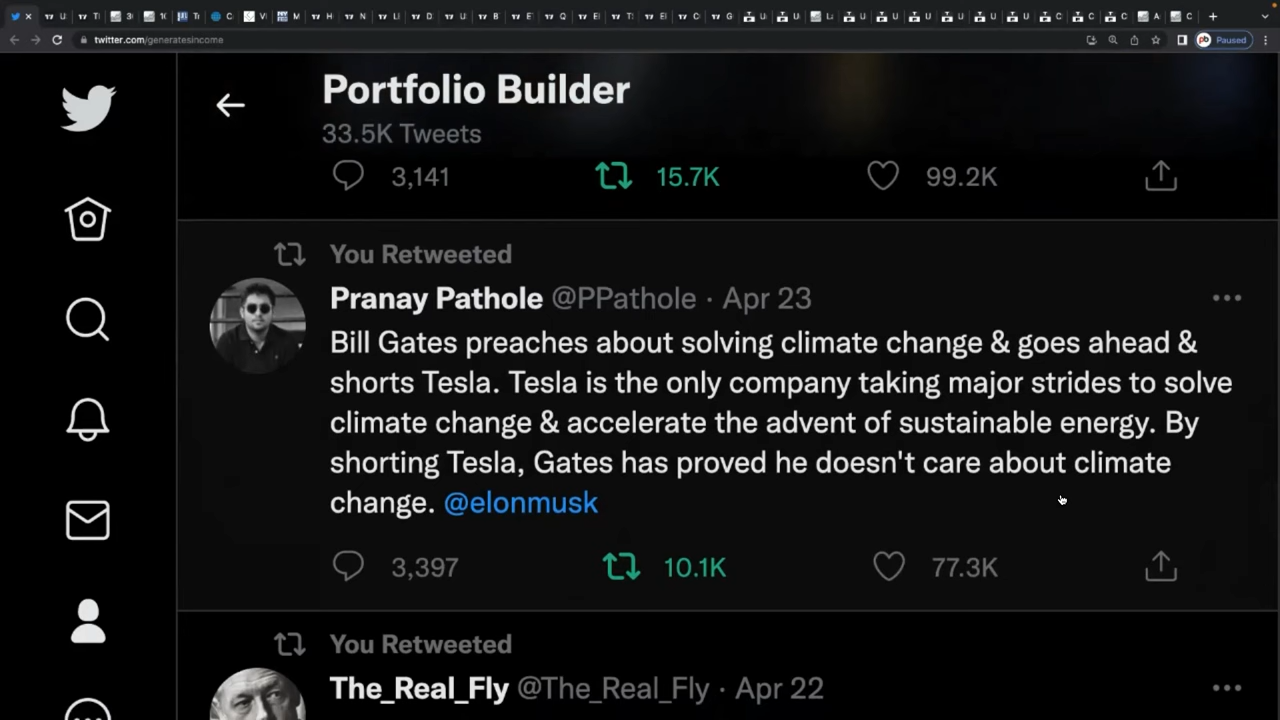 twitter.com/generatesincome
Paused
Portfolio Builder
33.5K Tweets
3,141 15.7K 99.2K
You Retweeted
Pranay Pathole @PPathole · Apr 23
Bill Gates preaches about solving climate change & goes ahead &
shorts Tesla. Tesla is the only company taking major strides to solve
climate change & accelerate the advent of sustainable energy. By
shorting Tesla, Gates has proved he doesn't care about climate
change. @elonmusk
3,397 10.1K 77.3K
You Retweeted
The_Real_Fly @The_Real_Fly · Apr 22